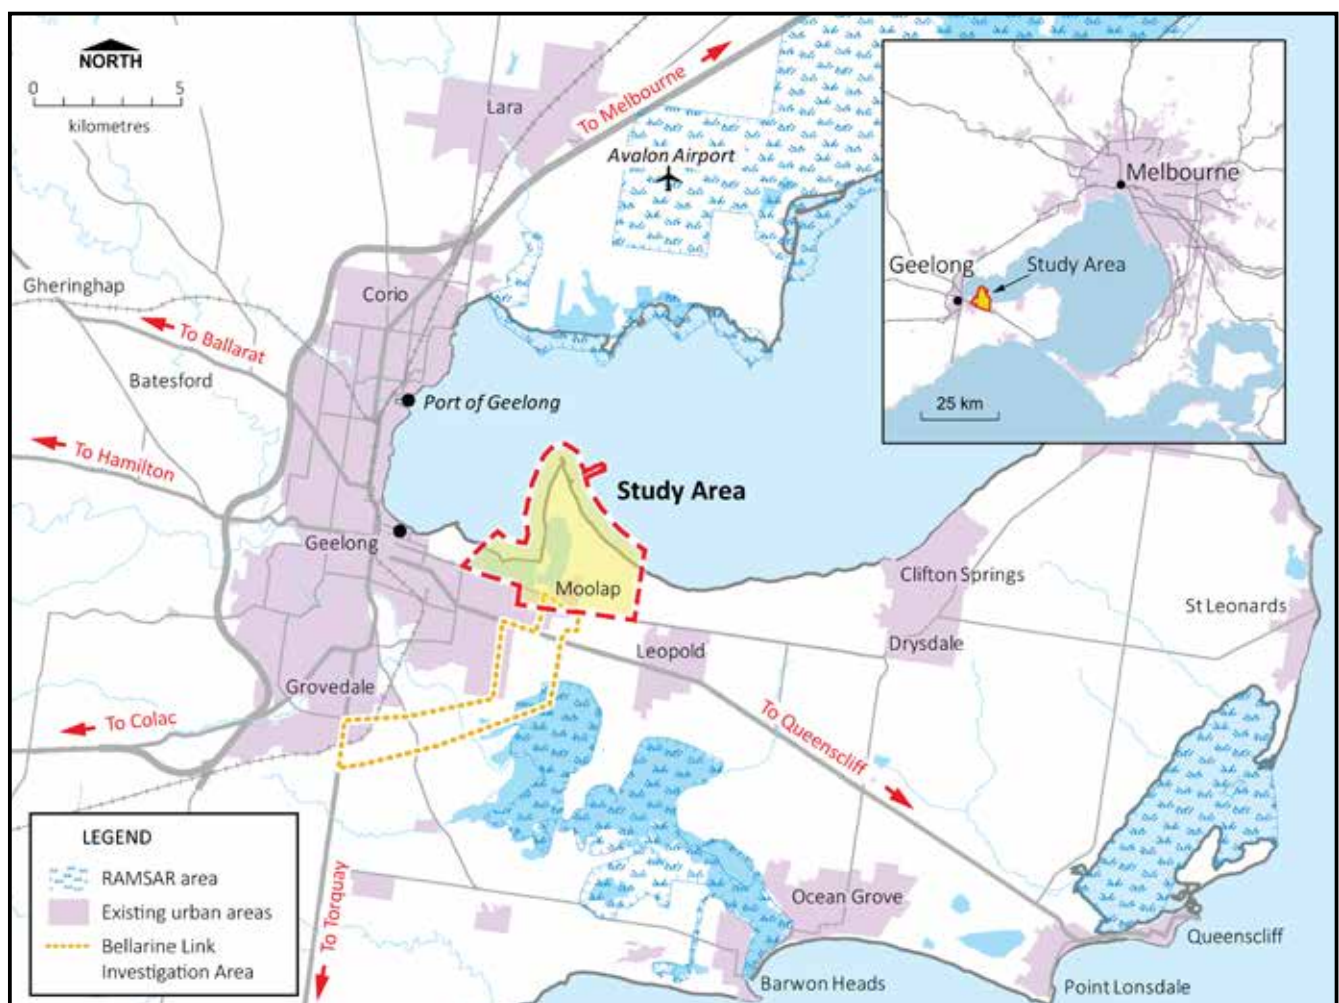 NORTH
0 5
kilometres
Lara
To Melbourne
Avalon Airport
Melbourne
Geelong
Study Area
25 km
Gheringhap
Corio
To Ballarat
Batesford
Port of Geelong
To Hamilton
Study Area
Geelong
Moolap
Clifton Springs
St Leonards
Leopold
Drysdale
Grovedale
To Colac
To Queenscliff
To Torquay
Ocean Grove
Queenscliff
Barwon Heads
Point Lonsdale
LEGEND
RAMSAR area
Existing urban areas
Bellarine Link
Investigation Area